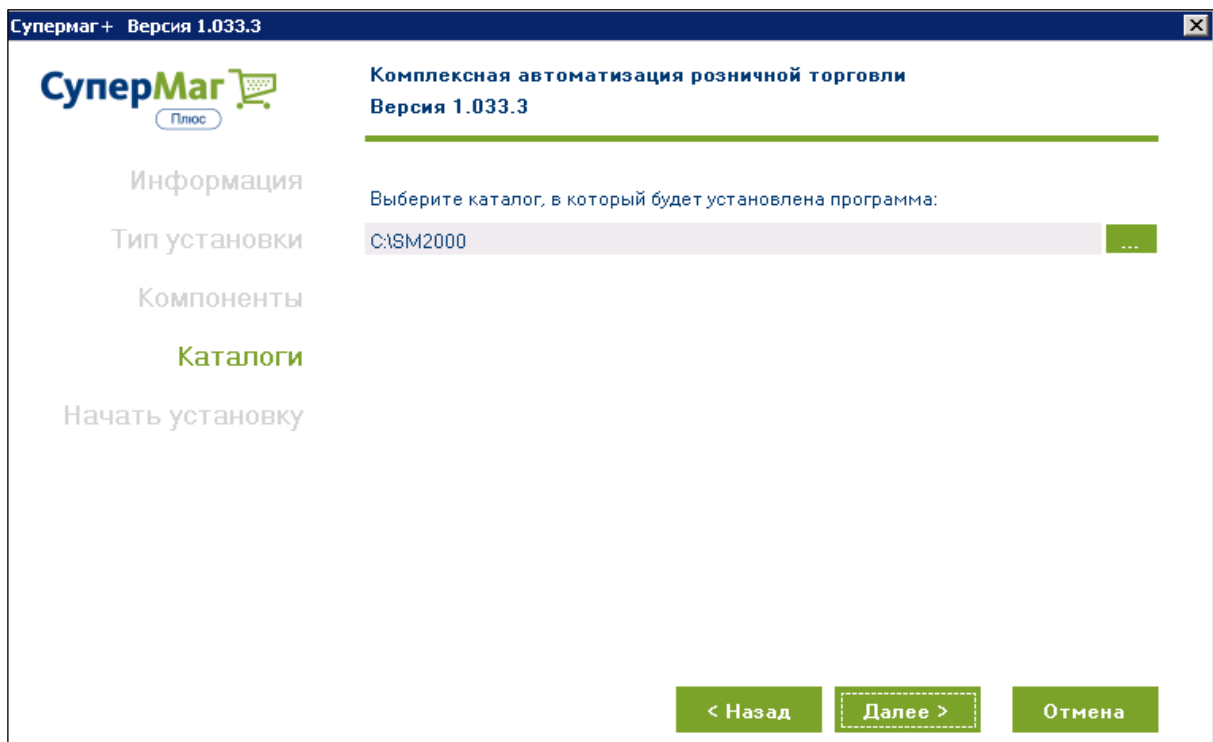 Супермаг+ Версия 1.033.3
СуперМаг
Плюс
Комплексная автоматизация розничной торговли
Версия 1.033.3
Информация
Тип установки
Компоненты
Каталоги
Начать установку
Выберите каталог, в который будет установлена программа:
C:\SM2000
...
< Назад
Далее >
Отмена